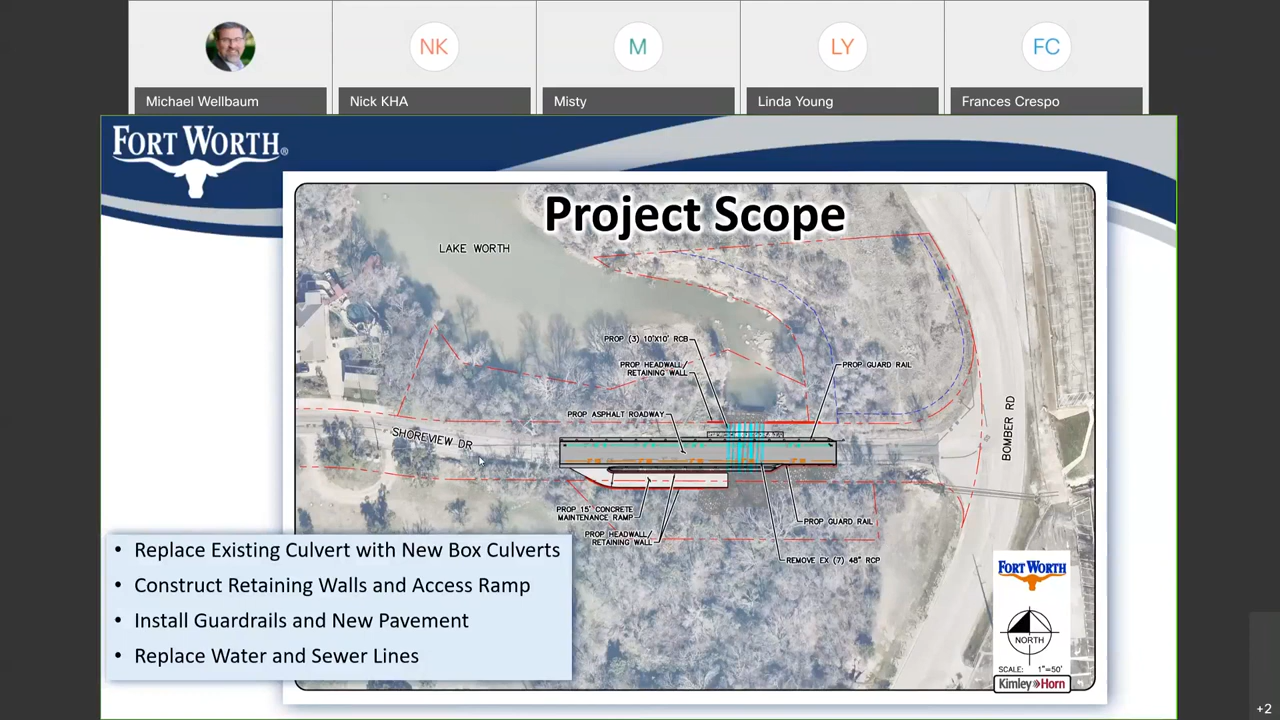 NK
M
LY
FC
Michael Wellbaum
Nick KHA
Misty
Linda Young
Frances Crespo
FORT WORTH®
Project Scope
LAKE WORTH
PROP (3) 10'X10' RCB
PROP HEADWALL/
RETAINING WALL
PROP GUARD RAIL
PROP ASPHALT ROADWAY
SHOREVIEW DR
BOMBER RD
PROP 15' CONCRETE
MAINTENANCE RAMP
PROP HEADWALL/
RETAINING WALL
PROP GUARD RAIL
REMOVE EX (7) 48" RCP
• Replace Existing Culvert with New Box Culverts
• Construct Retaining Walls and Access Ramp
• Install Guardrails and New Pavement
• Replace Water and Sewer Lines
FORT WORTH
NORTH
SCALE: 1"=50'
Kimley»Horn
+2